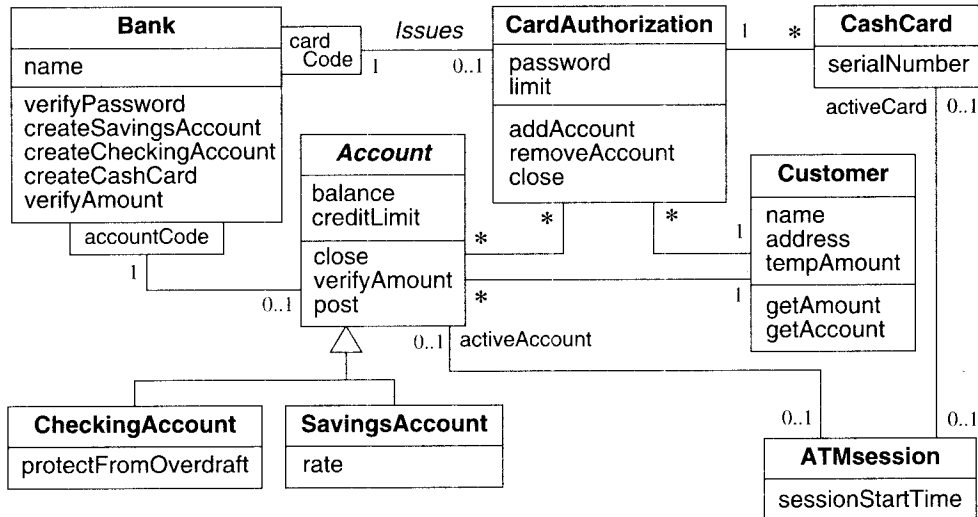 Bank
name
verifyPassword
createSavingsAccount
createCheckingAccount
createCashCard
verifyAmount
card
Code
accountCode
Issues
1
0..1
CardAuthorization
password
limit
addAccount
removeAccount
close
1
*
CashCard
serialNumber
activeCard
0..1
Account
balance
creditLimit
close
verifyAmount
post
*
*
*
1
Customer
name
address
tempAmount
getAmount
getAccount
1
0..1
*
1
0..1
activeAccount
CheckingAccount
protectFromOverdraft
SavingsAccount
rate
0..1
0..1
ATMsession
sessionStartTime